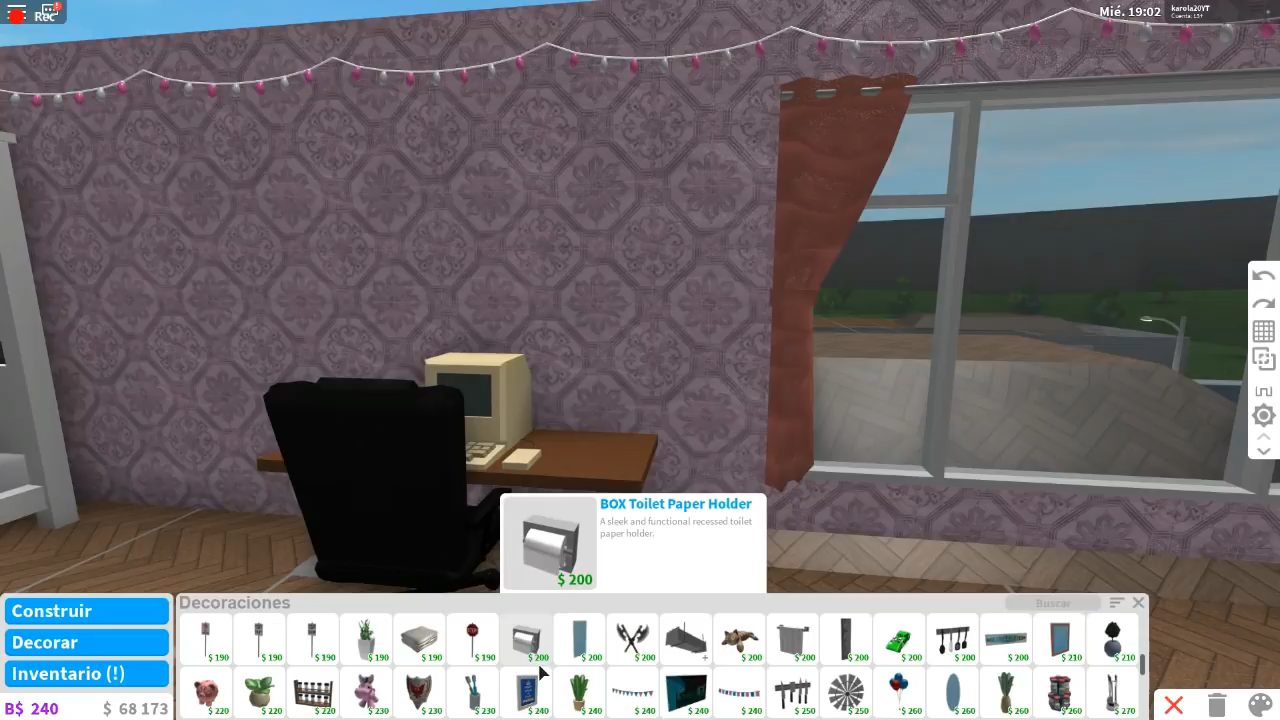 Rec
Mié. 19:02
karola20YT
Cuenta: 13+
BOX Toilet Paper Holder
A sleek and functional recessed toilet
paper holder.
$ 200
Construir
Decorar
Inventario (!)
B$ 240
$ 68 173
Decoraciones
Buscar
$ 190 $ 190 $ 190 $ 190 $ 190 $ 190 $ 200 $ 200 $ 200 $ 200 $ 200 $ 200 $ 200 $ 200 $ 200 $ 210 $ 210
$ 220 $ 220 $ 220 $ 230 $ 230 $ 230 $ 240 $ 240 $ 240 $ 240 $ 240 $ 250 $ 250 $ 260 $ 260 $ 260 $ 260 $ 270